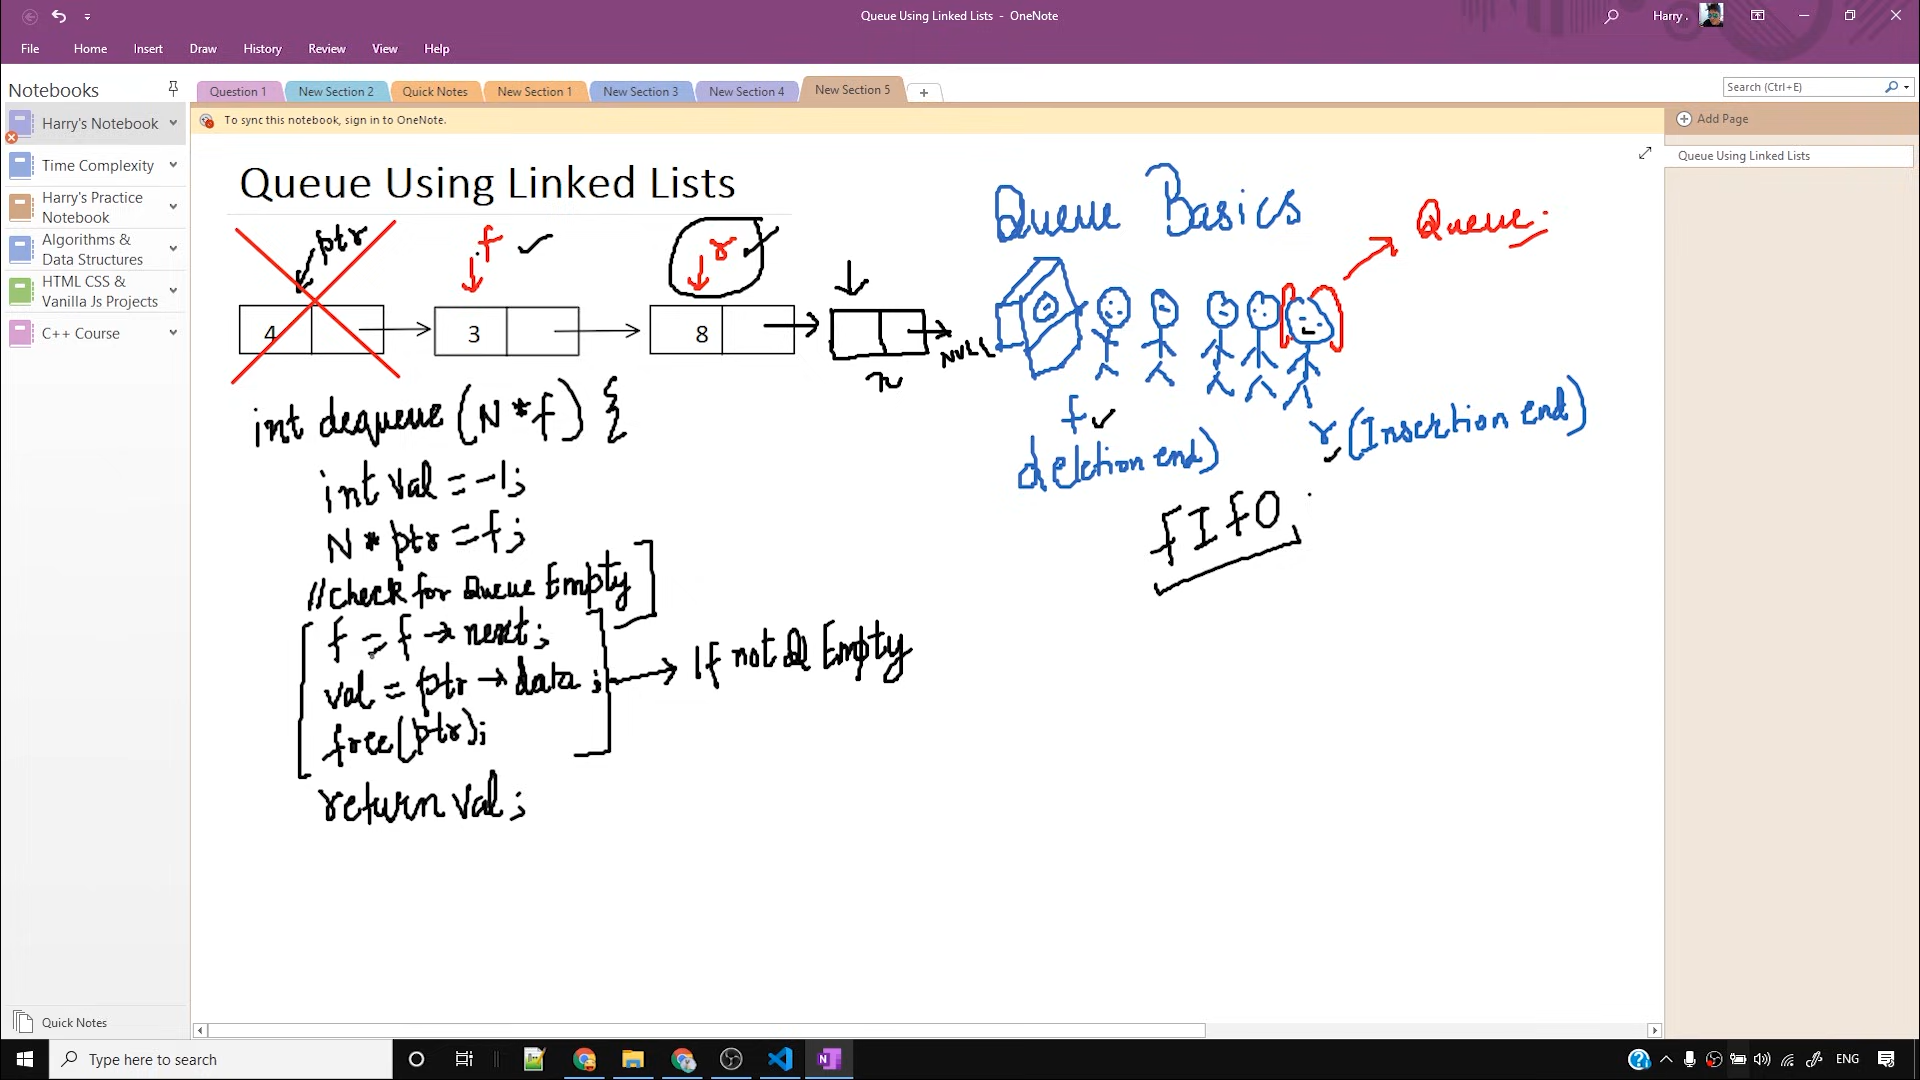 Queue Using Linked Lists - OneNote
Harry .
File Home Insert Draw History Review View Help
Notebooks
Question 1
New Section 2
Quick Notes
New Section 1
New Section 3
New Section 4
New Section 5
Search (Ctrl+E)
Harry's Notebook
Time Complexity
Harry's Practice
Notebook
Algorithms &
Data Structures
HTML CSS &
Vanilla Js Projects
C++ Course
Quick Notes
To sync this notebook, sign in to OneNote.
Add Page
Queue Using Linked Lists
Queue Using Linked Lists
ptr
f
r
4
3
8
NULL
n
int dequeue (N *f) {
int val = -1;
N * ptr = f;
//check for Queue Empty
f = f → next;
val = ptr → data;
free(ptr);
return val;
If not Q Empty
Queue Basics
Queue:
f
deletion end)
r (Insertion end)
fIfO
Type here to search
ENG